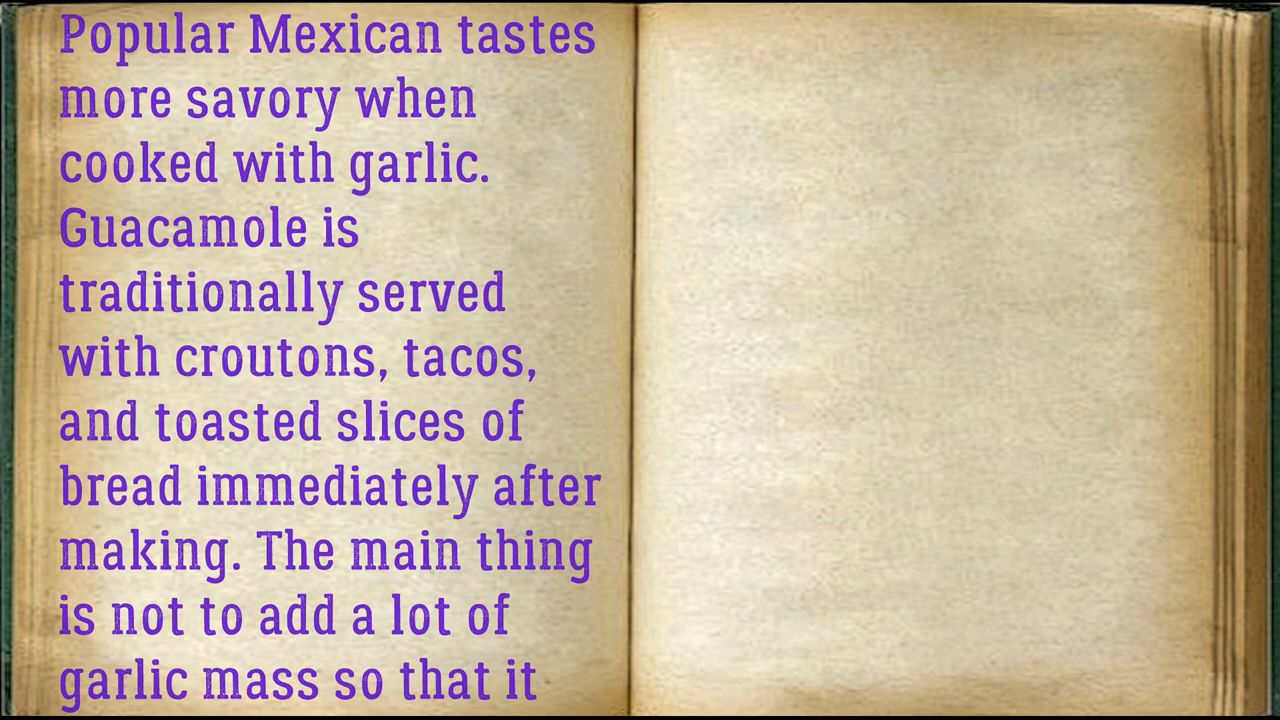 Popular Mexican tastes
more savory when
cooked with garlic.
Guacamole is
traditionally served
with croutons, tacos,
and toasted slices of
bread immediately after
making. The main thing
is not to add a lot of
garlic mass so that it